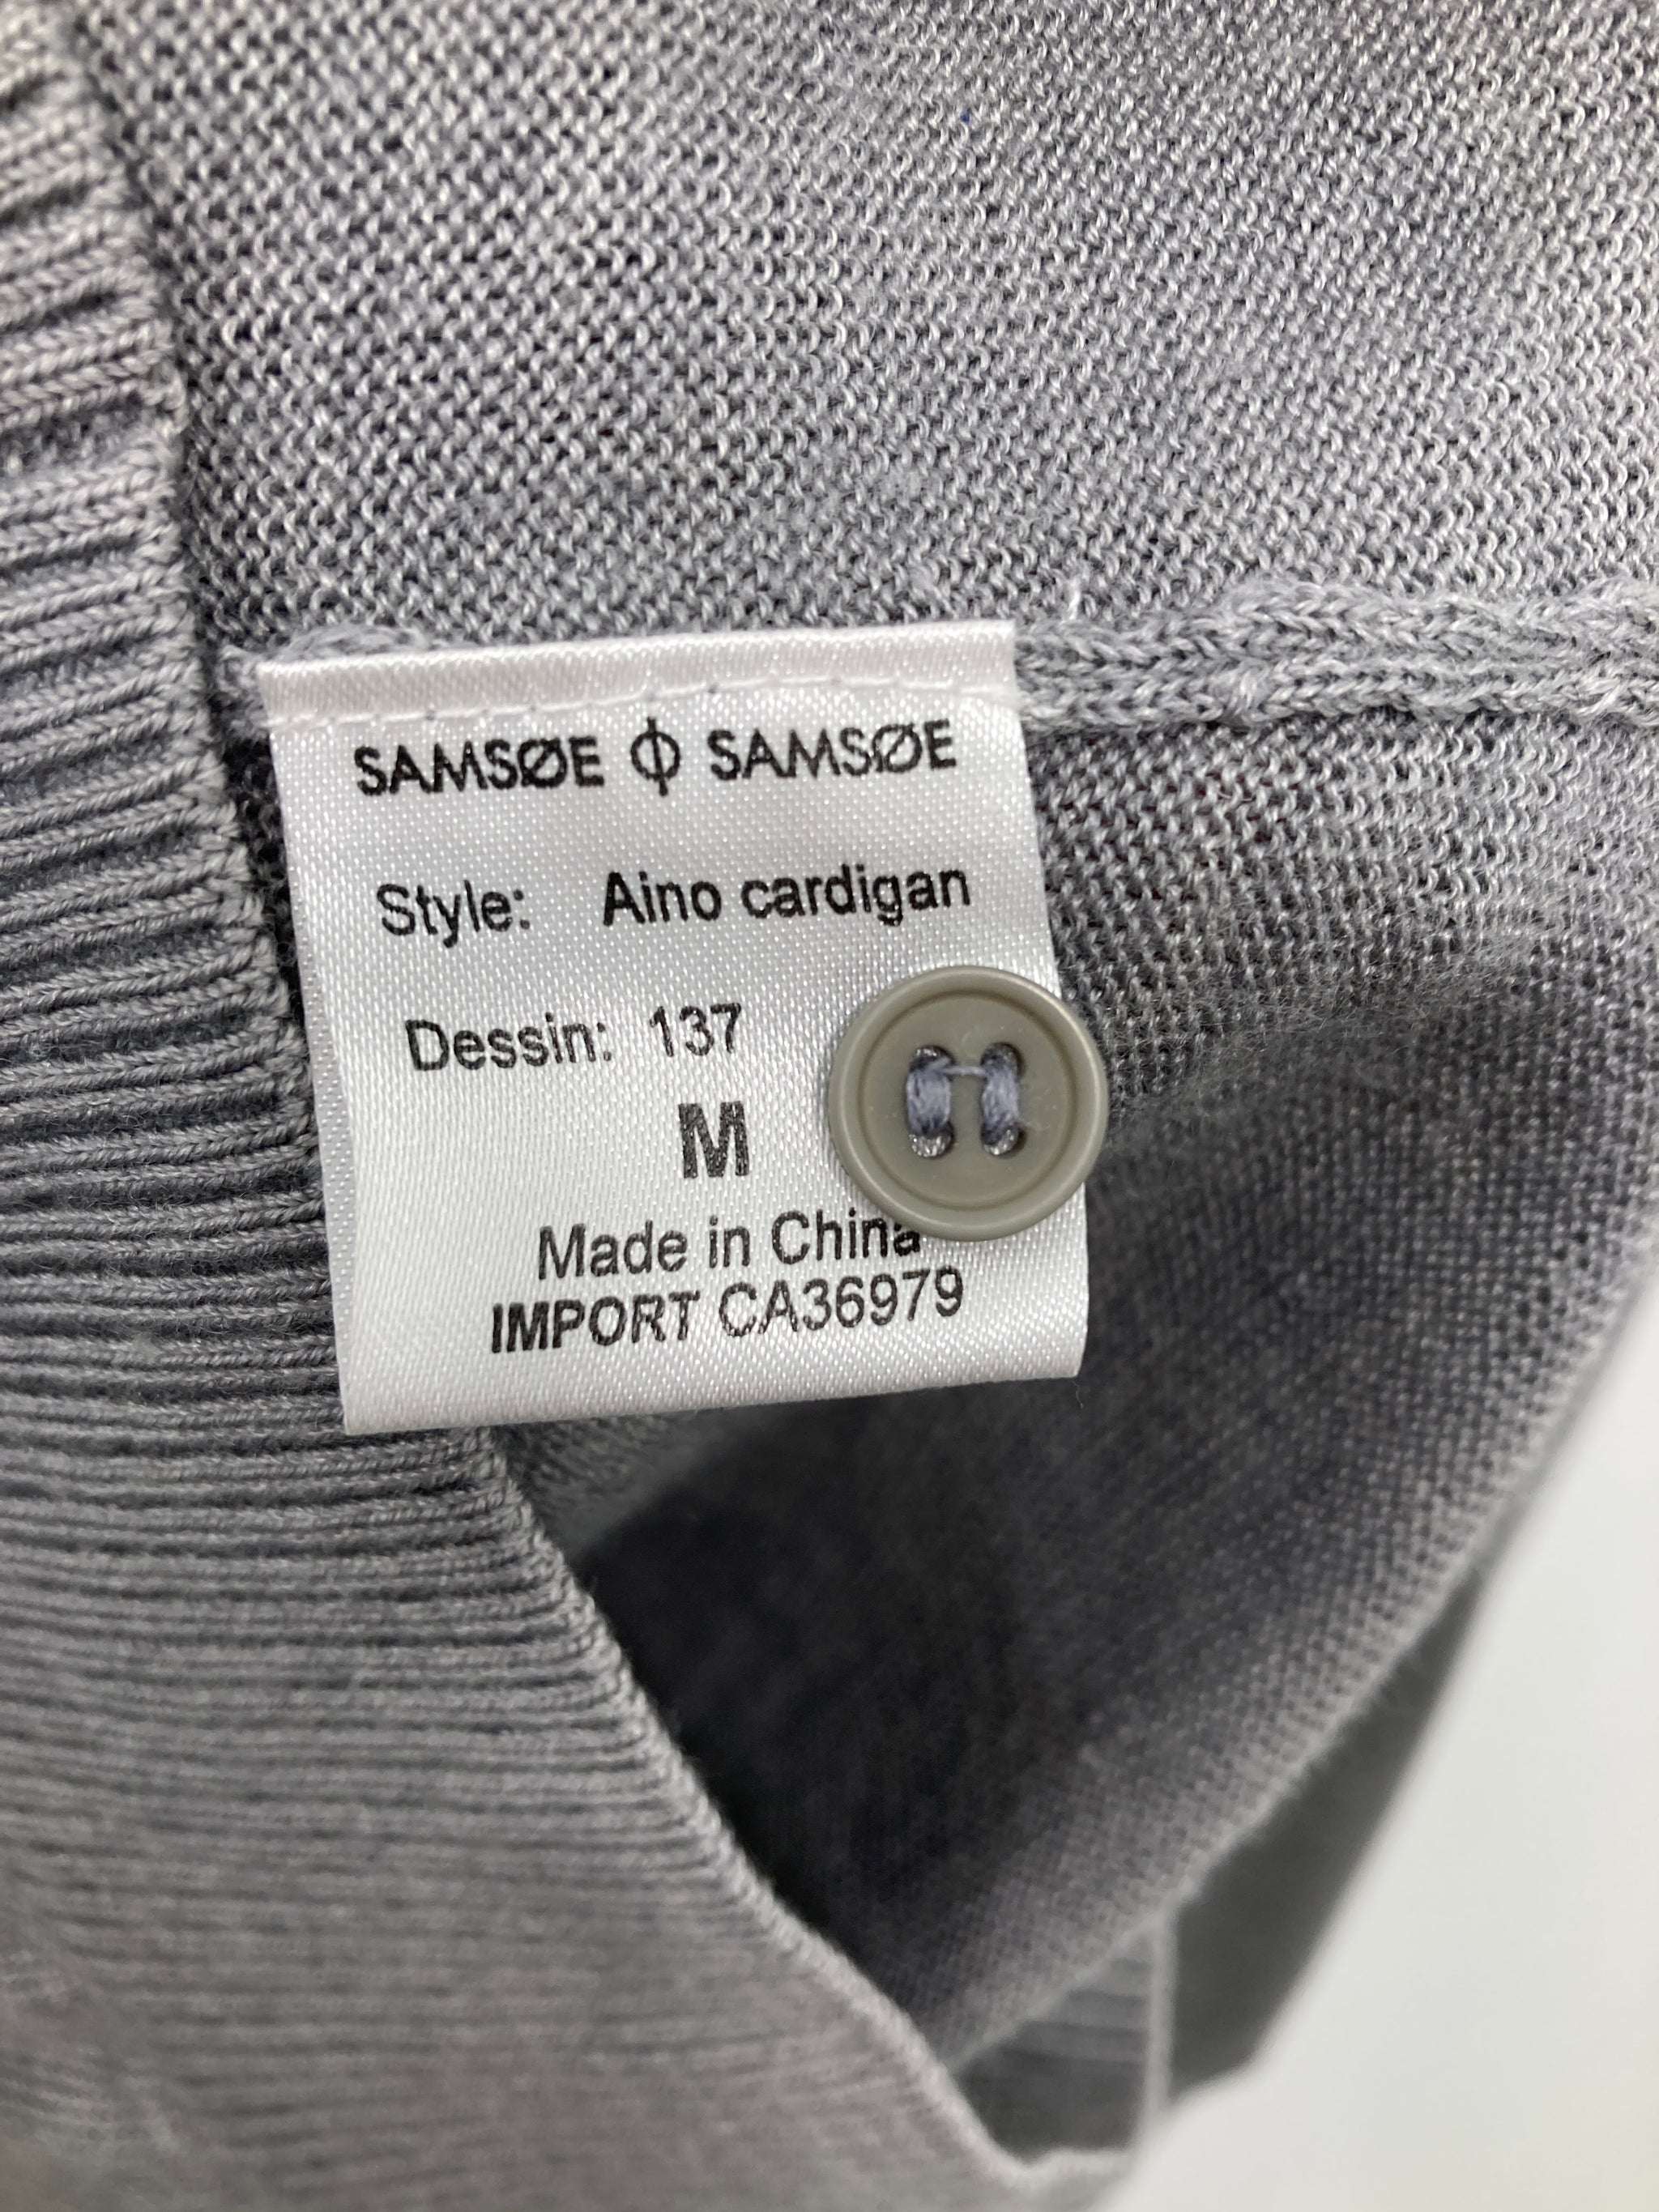 SAMSØE Φ SAMSØE
Style: Aino cardigan
Dessin: 137
M
Made in China
IMPORT CA36979